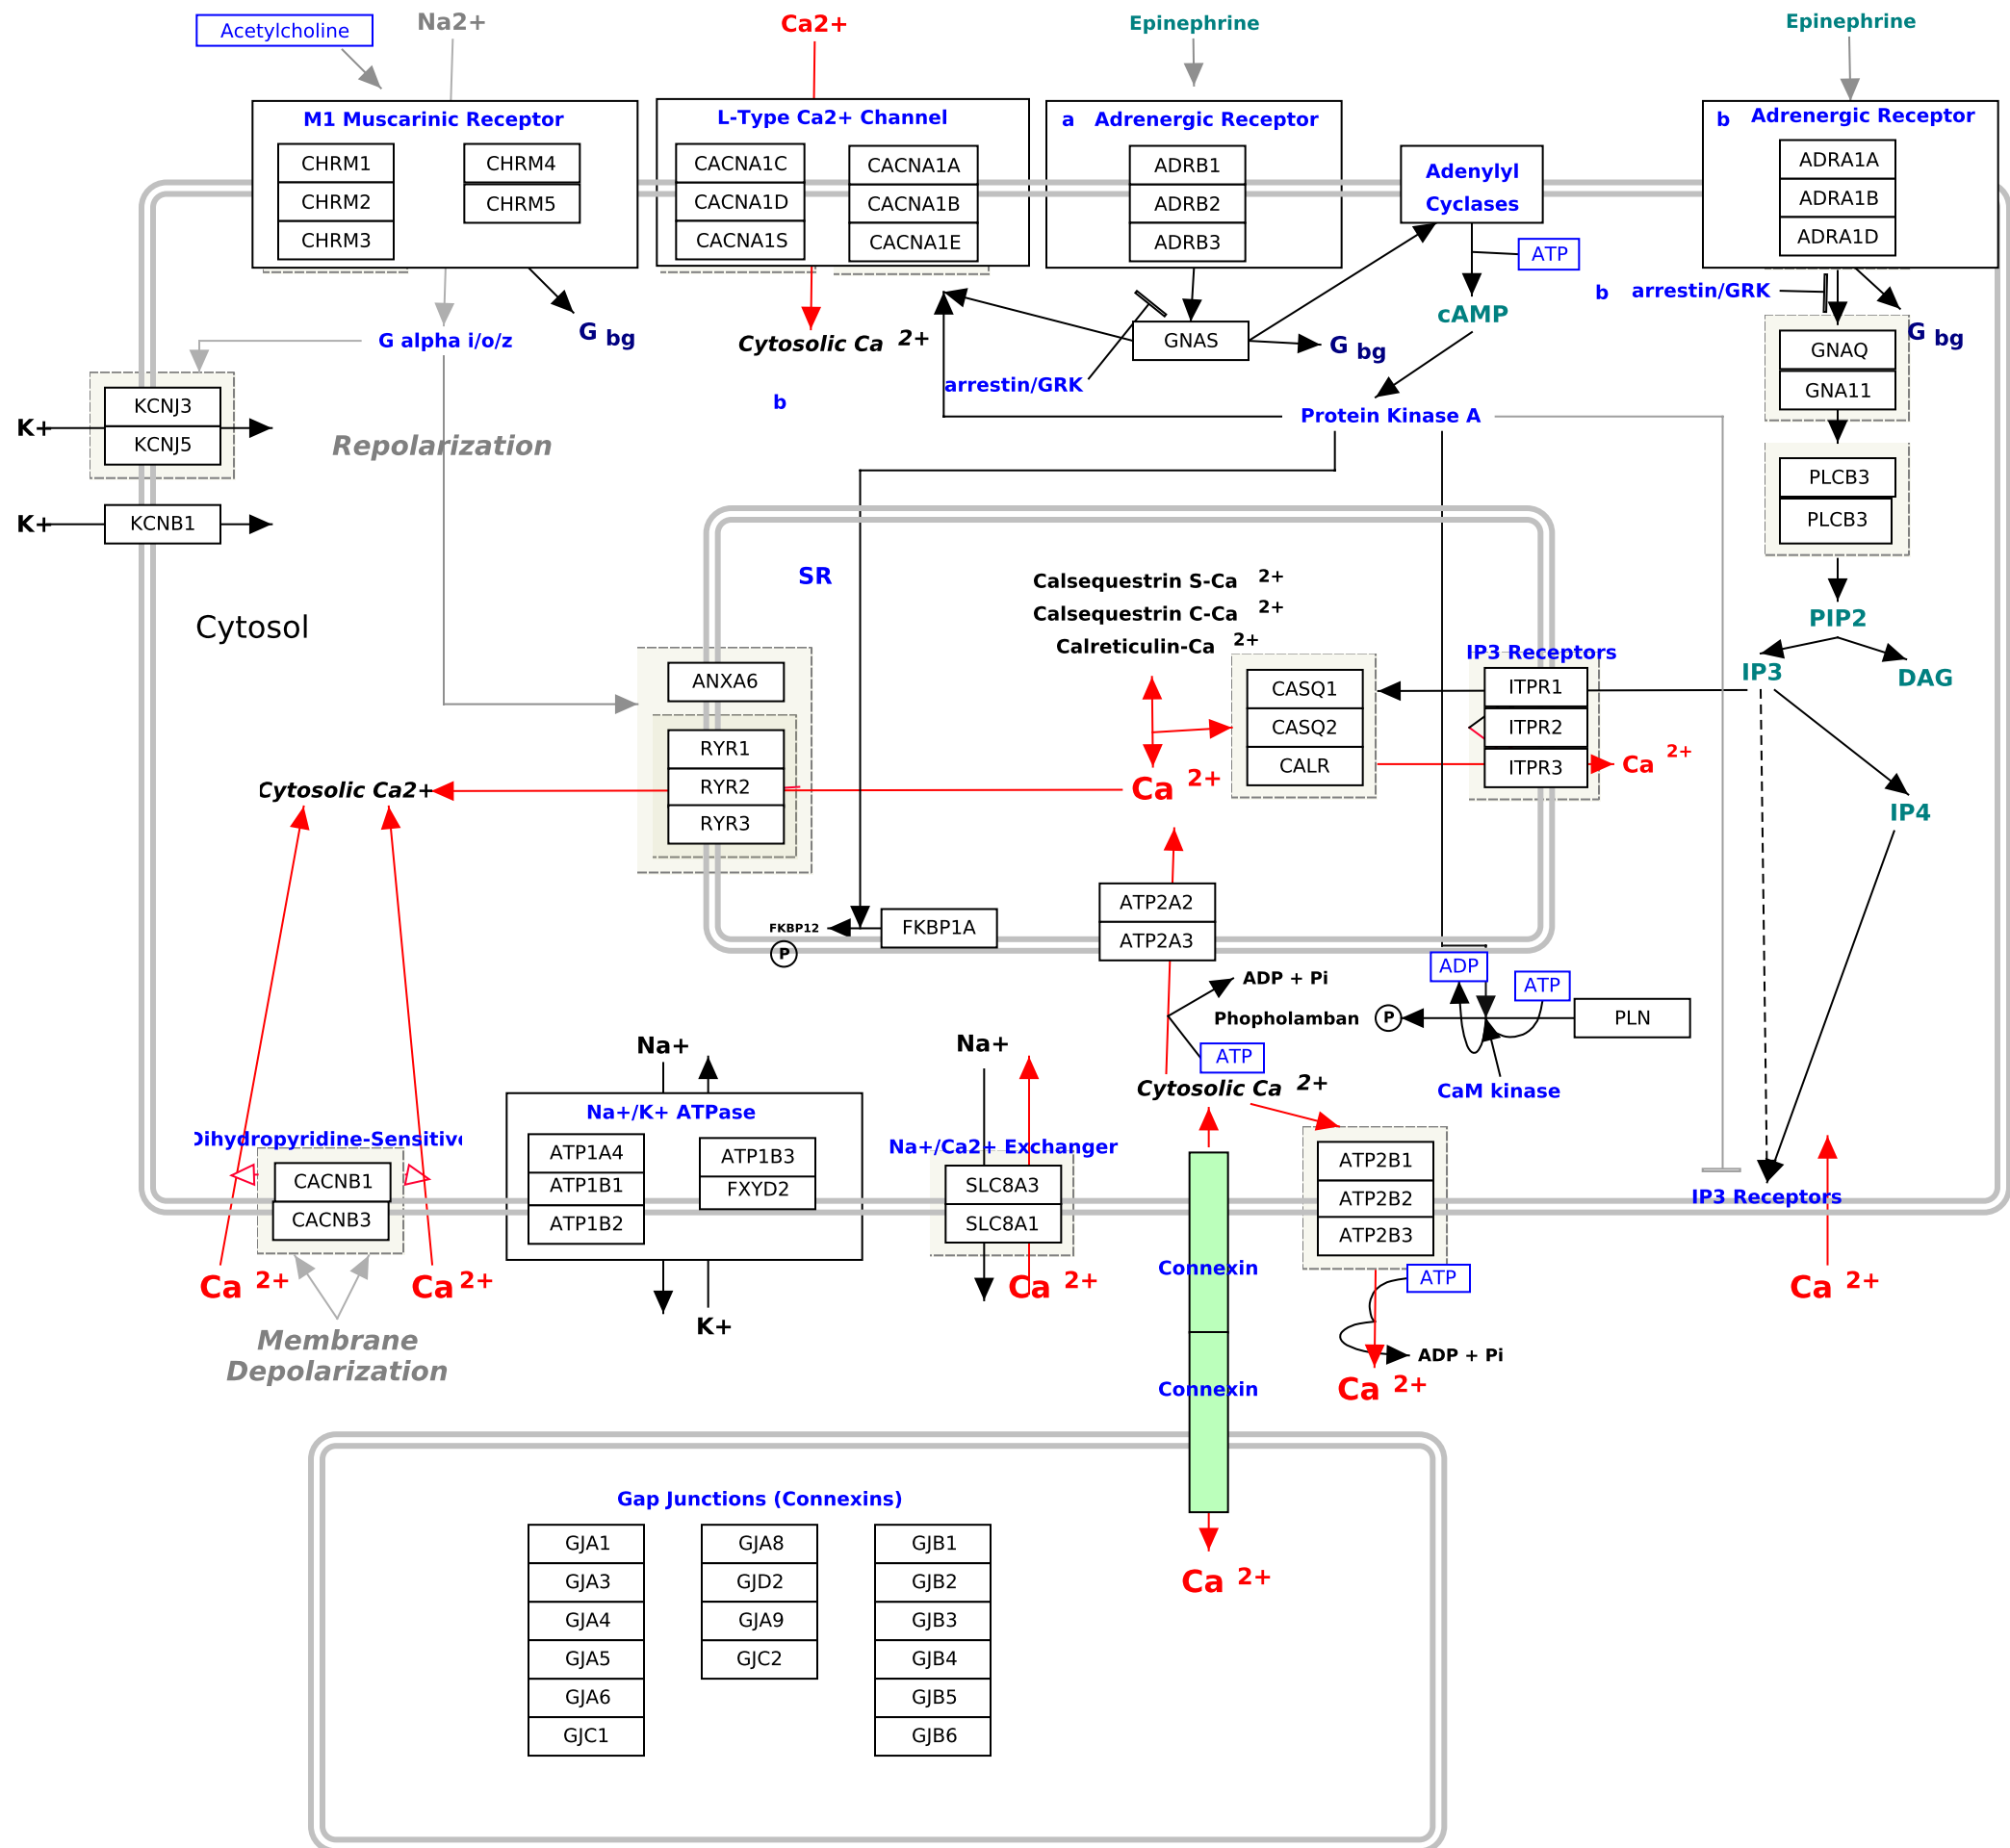 Acetylcholine
Na2+
Ca2+
Epinephrine
Epinephrine
M1 Muscarinic Receptor
CHRM1
CHRM2
CHRM3
CHRM4
CHRM5
L-Type Ca2+ Channel
CACNA1C
CACNA1D
CACNA1S
CACNA1A
CACNA1B
CACNA1E
a Adrenergic Receptor
ADRB1
ADRB2
ADRB3
Adenylyl
Cyclases
ATP
b Adrenergic Receptor
ADRA1A
ADRA1B
ADRA1D
b arrestin/GRK
cAMP
G alpha i/o/z
G bg
Cytosolic Ca 2+
GNAS
G bg
arrestin/GRK
b
Protein Kinase A
G bg
GNAQ
GNA11
KCNJ3
KCNJ5
K+
Repolarization
K+
KCNB1
PLCB3
PLCB3
PIP2
IP3
DAG
IP4
Cytosol
SR
Calsequestrin S-Ca 2+
Calsequestrin C-Ca 2+
Calreticulin-Ca 2+
IP3 Receptors
ITPR1
ITPR2
ITPR3
CASQ1
CASQ2
CALR
Ca 2+
ANXA6
RYR1
RYR2
RYR3
Cytosolic Ca2+
Ca 2+
ATP2A2
ATP2A3
FKBP12
P
FKBP1A
ADP + Pi
ADP
ATP
Phopholamban
P
PLN
ATP
CaM kinase
Cytosolic Ca 2+
Na+
Na+
Na+/K+ ATPase
ATP1A4
ATP1B1
ATP1B2
ATP1B3
FXYD2
K+
Dihydropyridine-Sensitive
CACNB1
CACNB3
Ca 2+
Ca 2+
Membrane
Depolarization
Na+/Ca2+ Exchanger
SLC8A3
SLC8A1
Ca 2+
Connexin
Connexin
ATP2B1
ATP2B2
ATP2B3
ATP
ADP + Pi
Ca 2+
IP3 Receptors
Ca 2+
Gap Junctions (Connexins)
GJA1
GJA3
GJA4
GJA5
GJA6
GJC1
GJA8
GJD2
GJA9
GJC2
GJB1
GJB2
GJB3
GJB4
GJB5
GJB6
Ca 2+